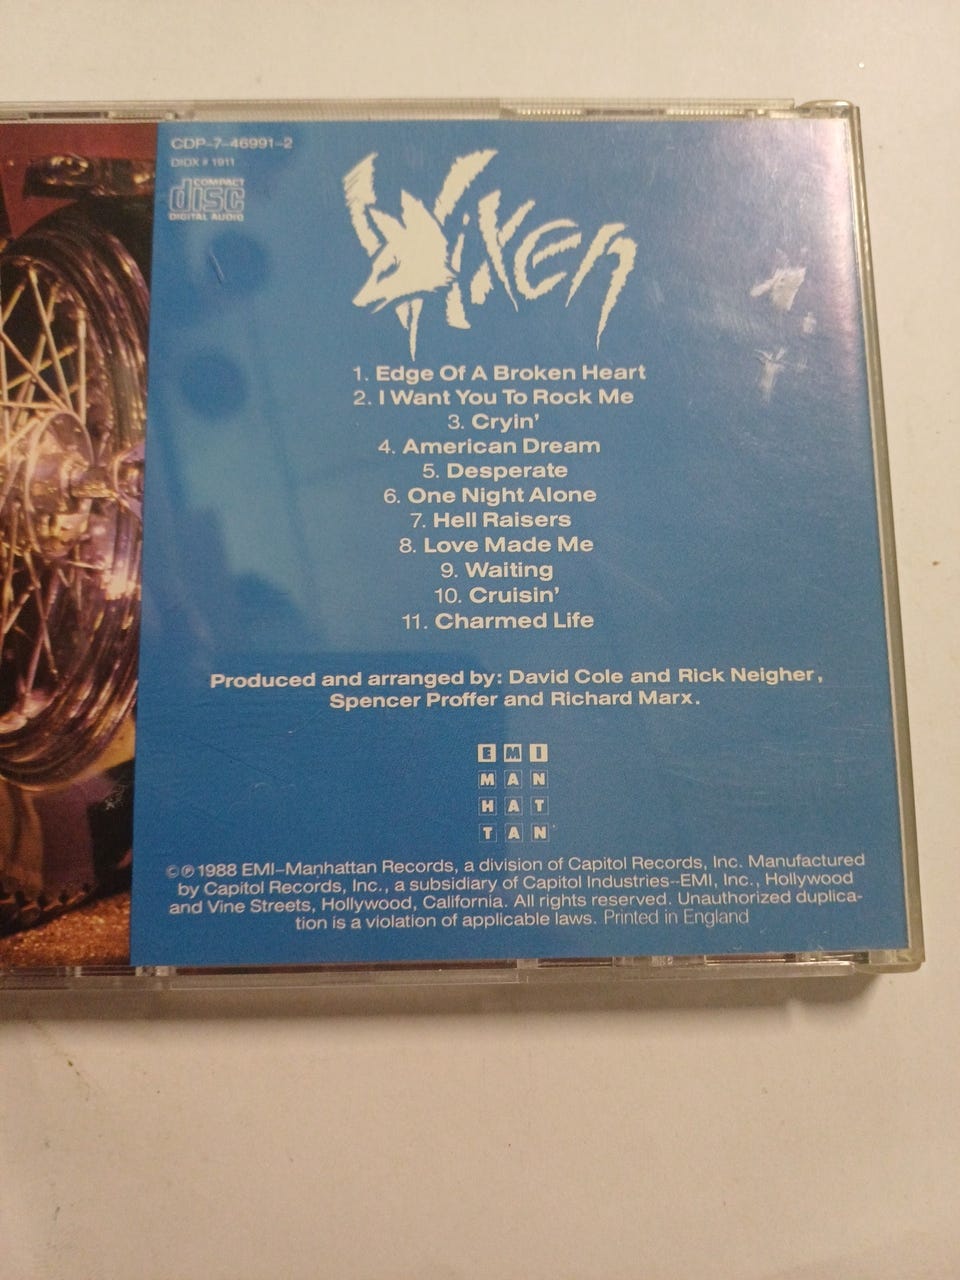 CDP-7-46991-2
DIDX # 1911
COMPACT
disc
DIGITAL AUDIO
Vixen
1. Edge Of A Broken Heart
2. I Want You To Rock Me
3. Cryin'
4. American Dream
5. Desperate
6. One Night Alone
7. Hell Raisers
8. Love Made Me
9. Waiting
10. Cruisin'
11. Charmed Life
Produced and arranged by: David Cole and Rick Neigher,
Spencer Proffer and Richard Marx.
EMI
MAN
HAT
TAN
©℗ 1988 EMI–Manhattan Records, a division of Capitol Records, Inc. Manufactured
by Capitol Records, Inc., a subsidiary of Capitol Industries--EMI, Inc., Hollywood
and Vine Streets, Hollywood, California. All rights reserved. Unauthorized duplica-
tion is a violation of applicable laws. Printed in England